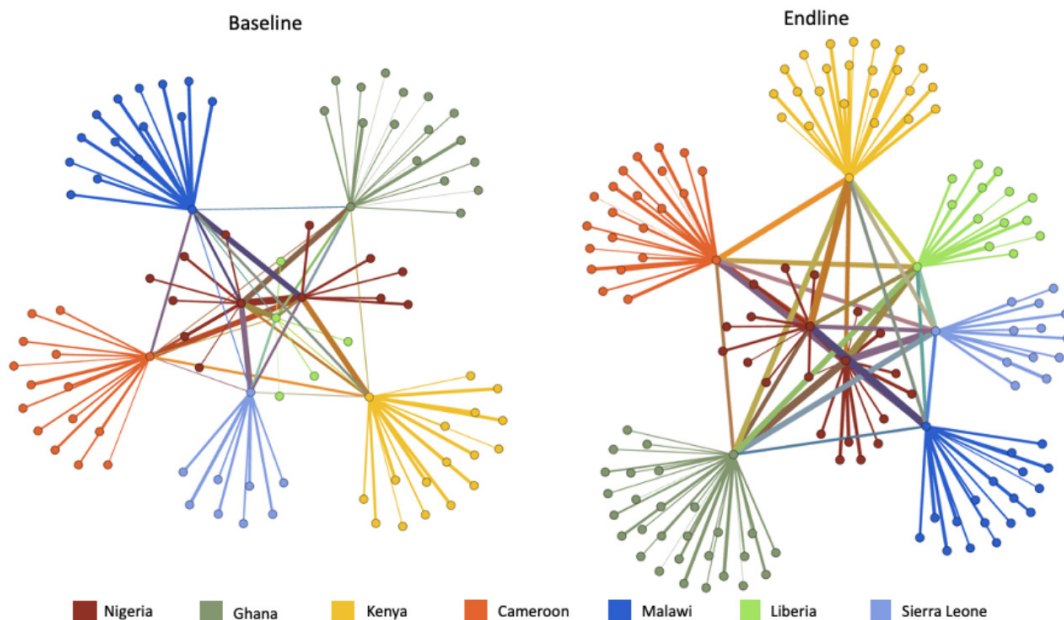 Baseline
Endline
Nigeria
Ghana
Kenya
Cameroon
Malawi
Liberia
Sierra Leone